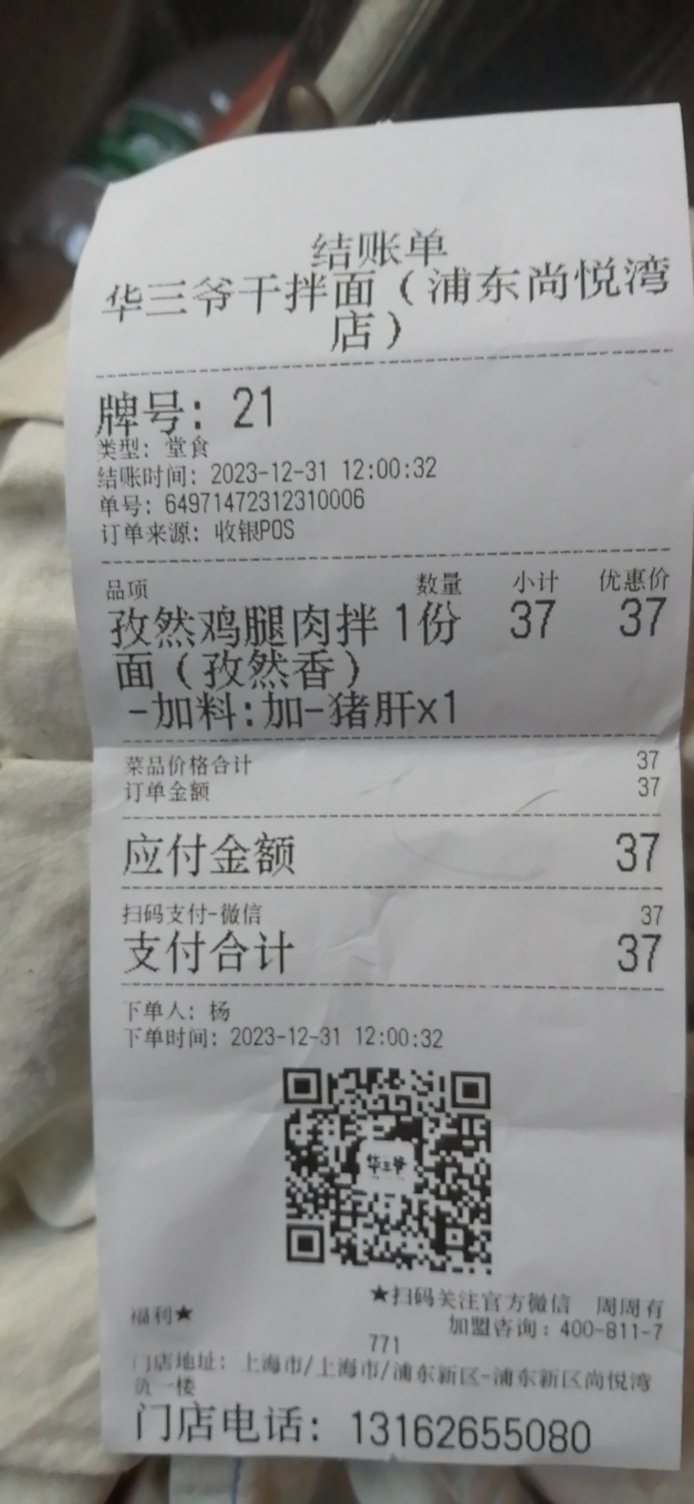 结账单
华三爷干拌面（浦东尚悦湾
店）
牌号：21
类型：堂食
结账时间：2023-12-31 12:00:32
单号：64971472312310006
订单来源：收银POS
品项 数量 小计 优惠价
孜然鸡腿肉拌 1份 37 37
面（孜然香）
-加料:加-猪肝x1
菜品价格合计 37
订单金额 37
应付金额 37
扫码支付-微信 37
支付合计 37
下单人：杨
下单时间：2023-12-31 12:00:32
华三爷
★扫码关注官方微信 周周有
福利★
加盟咨询：400-811-7
771
门店地址：上海市/上海市/浦东新区-浦东新区尚悦湾
负一楼
门店电话：13162655080